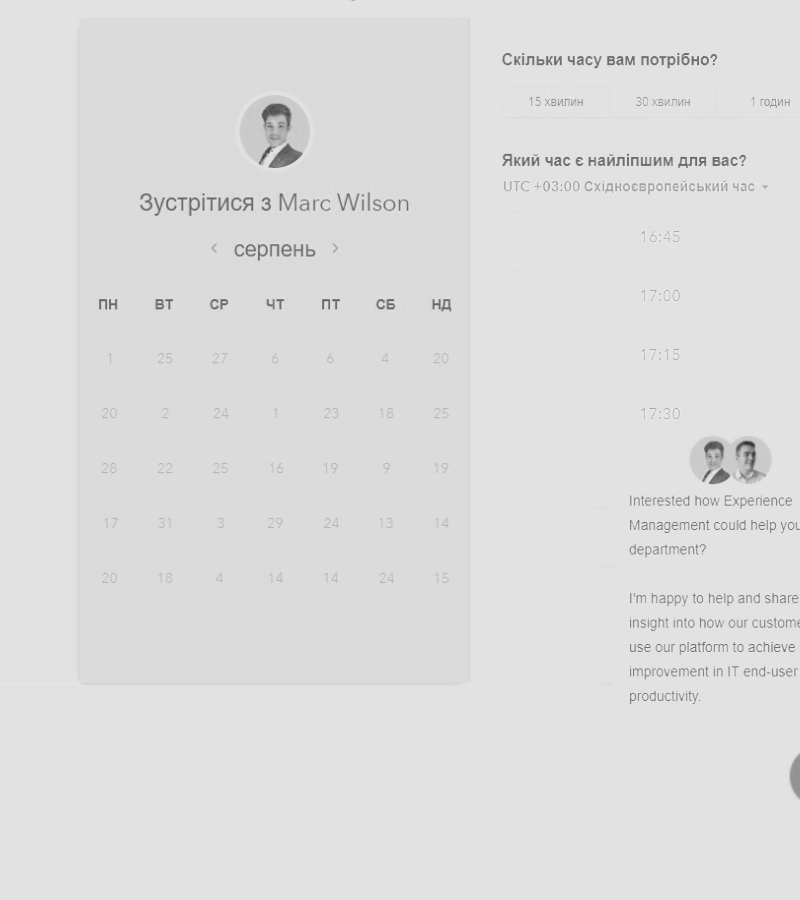 Зустрітися з Marc Wilson
серпень
ПН ВТ СР ЧТ ПТ СБ НД
1 25 27 6 6 4 20
20 2 24 1 23 18 25
28 22 25 16 19 9 19
17 31 3 29 24 13 14
20 18 4 14 14 24 15
Скільки часу вам потрібно?
15 хвилин 30 хвилин 1 годин
Який час є найліпшим для вас?
UTC +03:00 Східноєвропейський час
16:45
17:00
17:15
17:30
Interested how Experience
Management could help you
department?
I'm happy to help and share
insight into how our custome
use our platform to achieve
improvement in IT end-user
productivity.